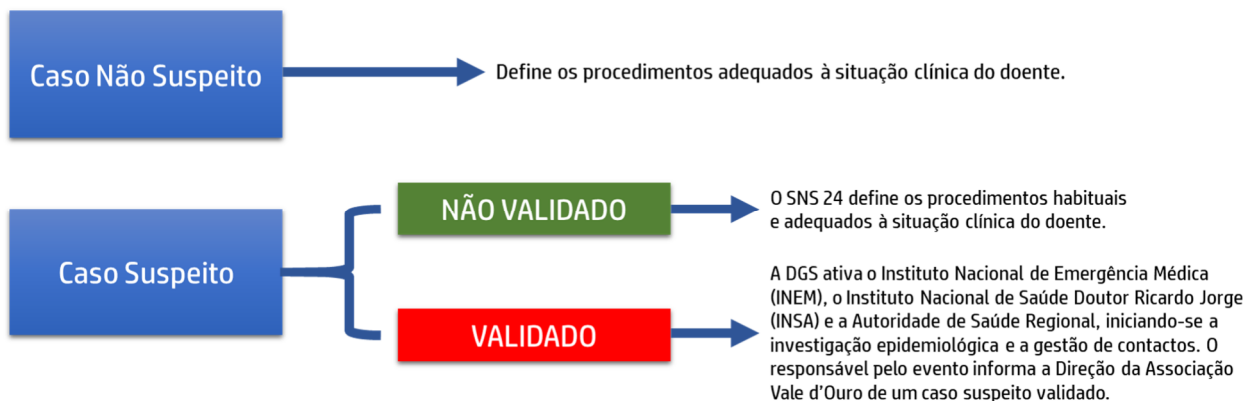 Caso Não Suspeito
Define os procedimentos adequados à situação clínica do doente.
Caso Suspeito
NÃO VALIDADO
O SNS 24 define os procedimentos habituais
e adequados à situação clínica do doente.
VALIDADO
A DGS ativa o Instituto Nacional de Emergência Médica
(INEM), o Instituto Nacional de Saúde Doutor Ricardo Jorge
(INSA) e a Autoridade de Saúde Regional, iniciando-se a
investigação epidemiológica e a gestão de contactos. O
responsável pelo evento informa a Direção da Associação
Vale d'Ouro de um caso suspeito validado.